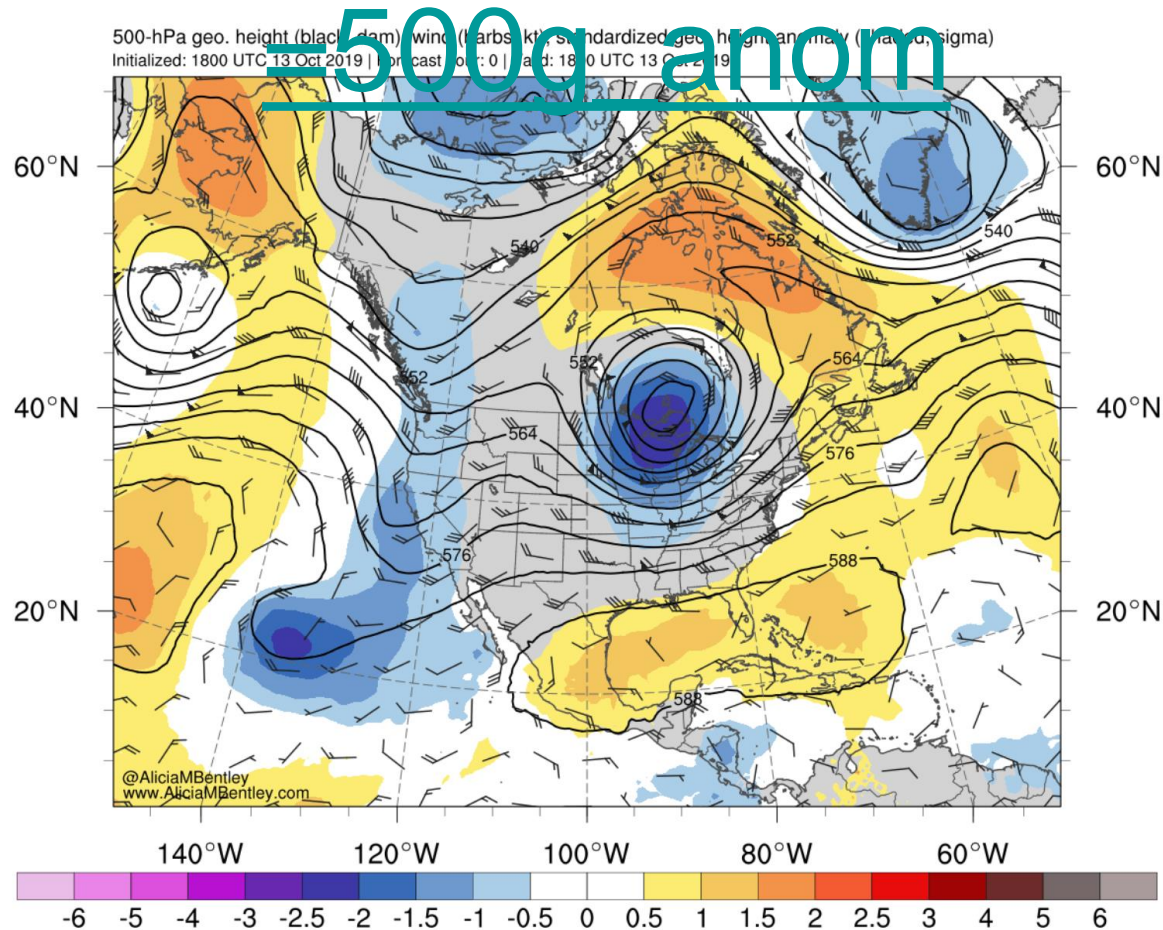 500-hPa geo. height (black, dam), wind (barbs, kt), standardized geo. height anomaly (shaded, sigma)
Initialized: 1800 UTC 13 Oct 2019 | Forecast hour: 0 | Valid: 1800 UTC 13 Oct 2019
=500g_anom
60°N
60°N
540
552
540
552
552
564
40°N
40°N
564
576
576
588
20°N
20°N
588
@AliciaMBentley
www.AliciaMBentley.com
140°W 120°W 100°W 80°W 60°W
-6 -5 -4 -3 -2.5 -2 -1.5 -1 -0.5 0 0.5 1 1.5 2 2.5 3 4 5 6